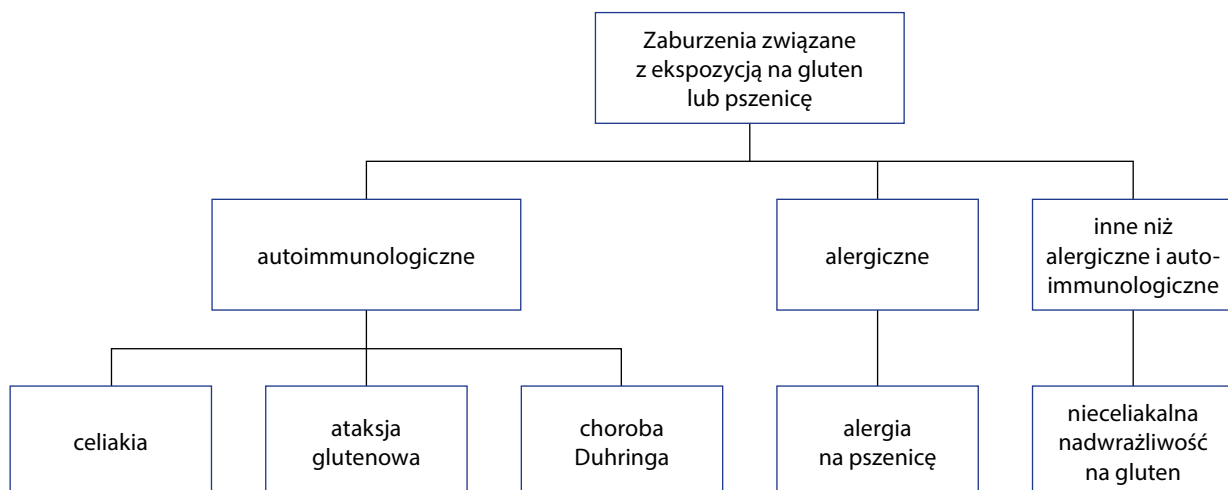 Zaburzenia związane
z ekspozycją na gluten
lub pszenicę
autoimmunologiczne
alergiczne
inne niż
alergiczne i auto-
immunologiczne
celiakia
ataksja
glutenowa
choroba
Duhringa
alergia
na pszenicę
nieceliakalna
nadwrażliwość
na gluten